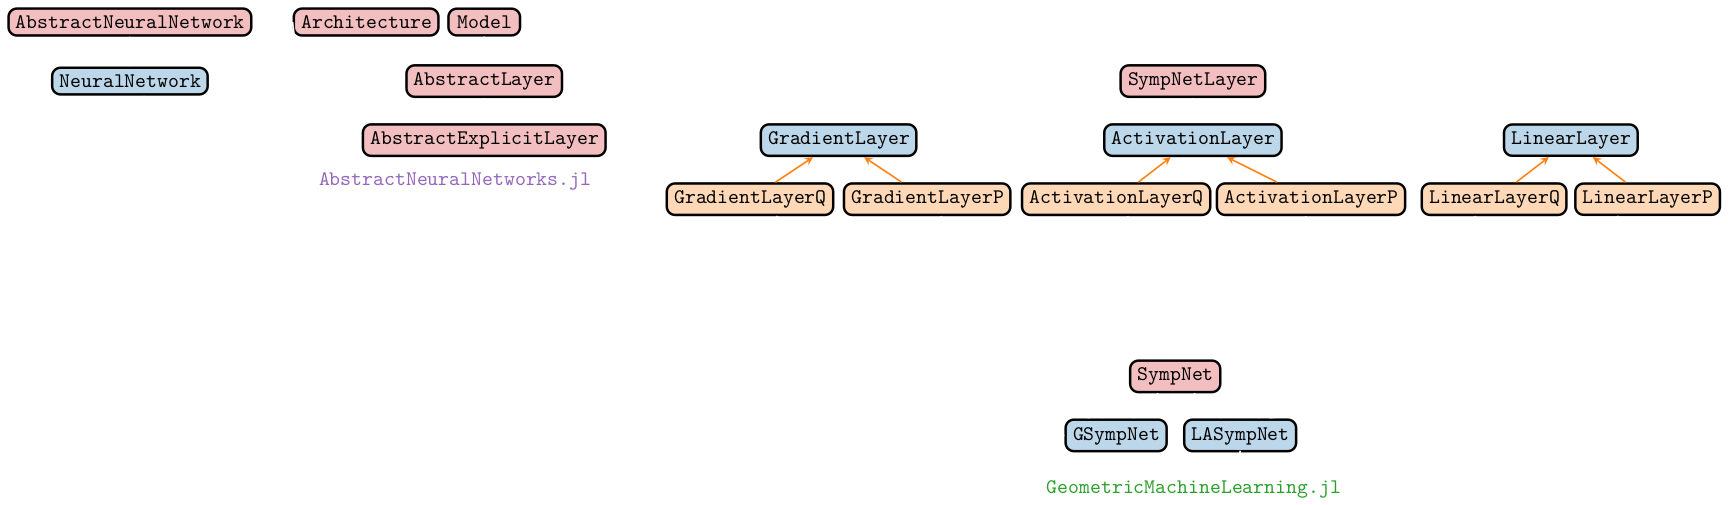 AbstractNeuralNetwork Architecture Model
NeuralNetwork AbstractLayer SympNetLayer
AbstractExplicitLayer GradientLayer ActivationLayer LinearLayer
AbstractNeuralNetworks.jl
GradientLayerQ GradientLayerP ActivationLayerQ ActivationLayerP LinearLayerQ LinearLayerP
SympNet
GSympNet LASympNet
GeometricMachineLearning.jl